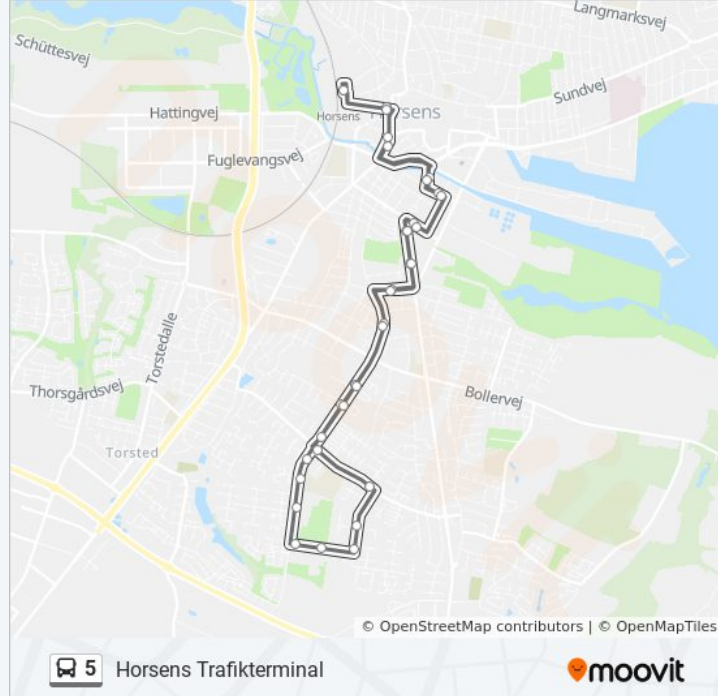 Langmarksvej
Schüttesvej
Sundvej
Hattingvej
Horsens
Horsens
Fuglevangsvej
Torstedalle
Thorsgårdsvej
Bollervej
Torsted
© OpenStreetMap contributors | © OpenMapTiles
5 Horsens Trafikterminal
moovit